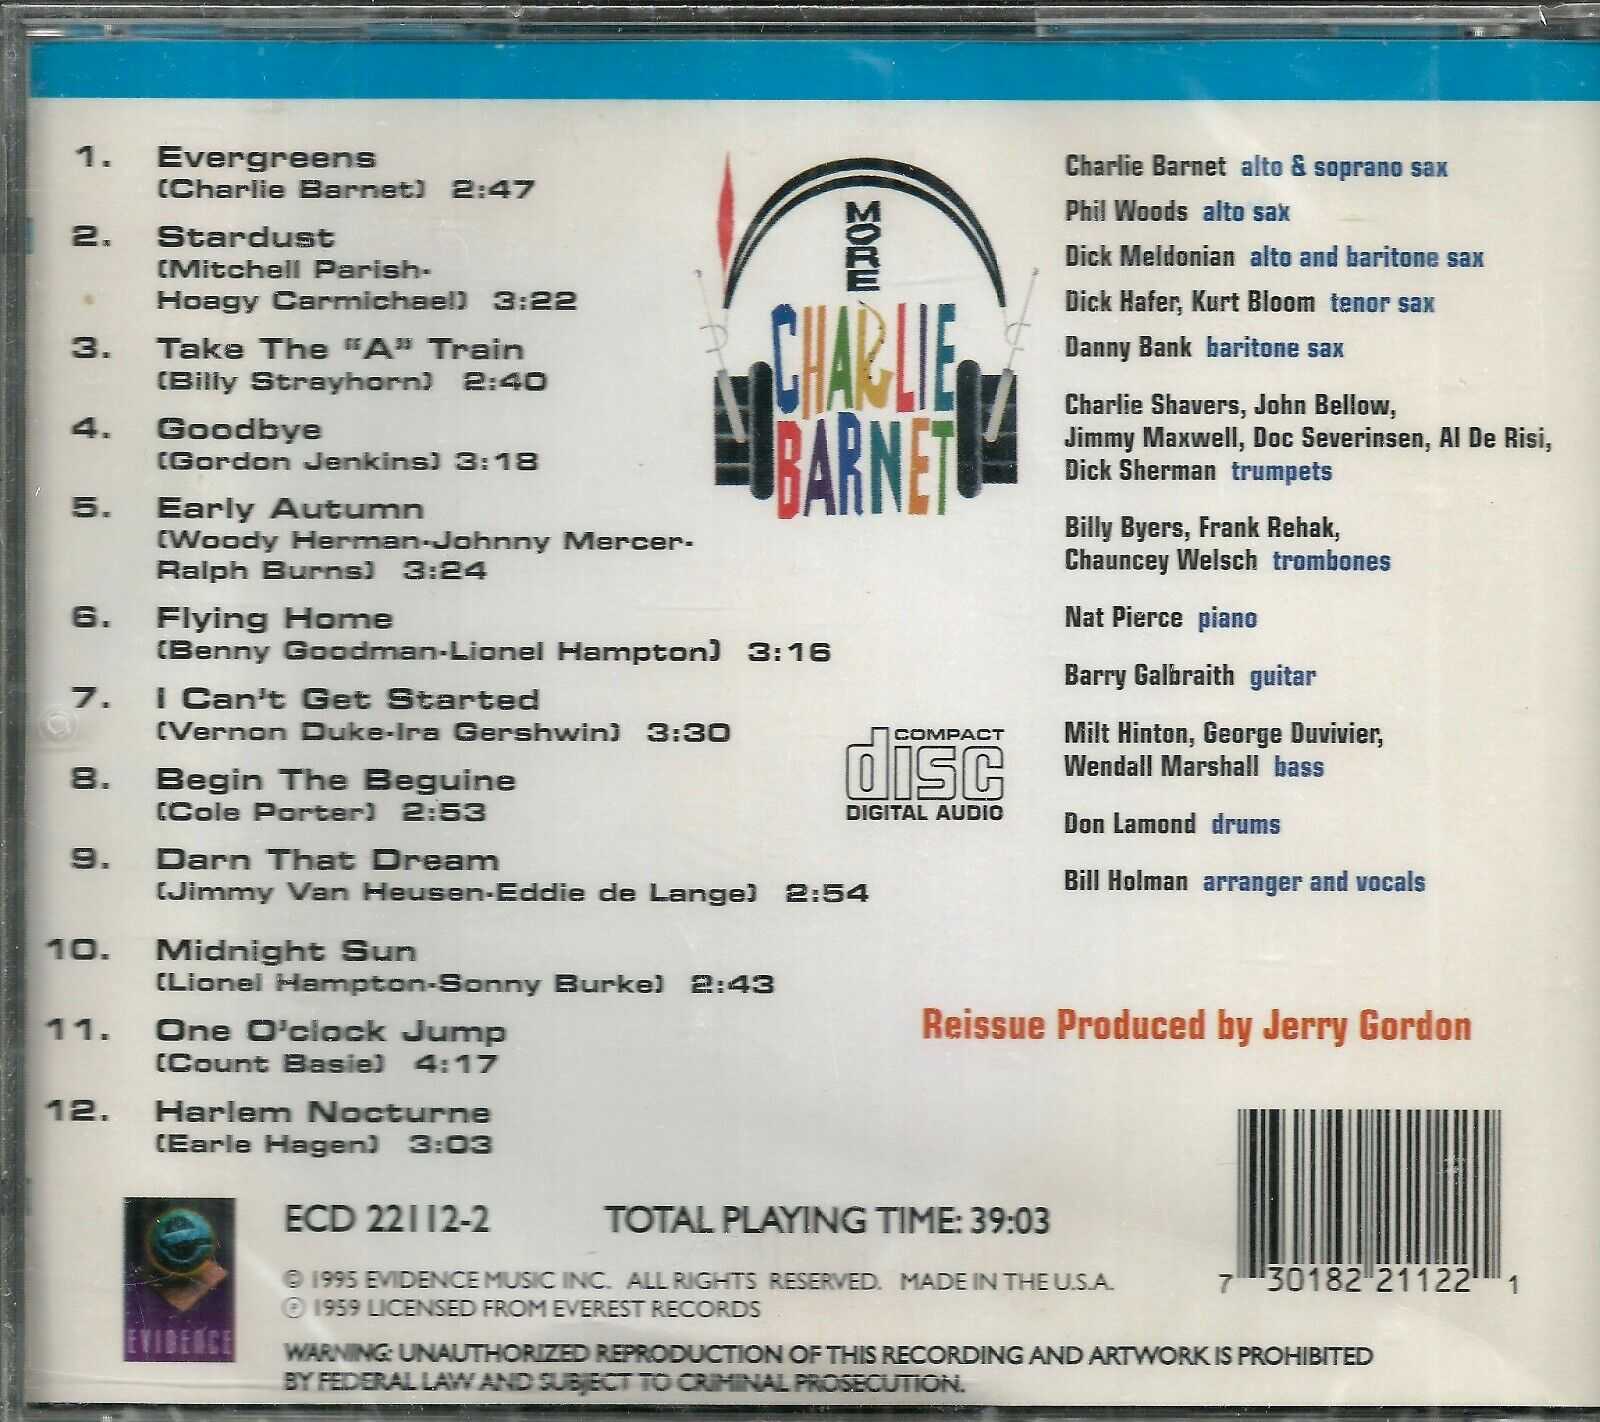 1. Evergreens
(Charlie Barnet) 2:47
2. Stardust
(Mitchell Parish-
Hoagy Carmichael) 3:22
3. Take The "A" Train
(Billy Strayhorn) 2:40
4. Goodbye
(Gordon Jenkins) 3:18
5. Early Autumn
(Woody Herman-Johnny Mercer-
Ralph Burns) 3:24
6. Flying Home
(Benny Goodman-Lionel Hampton) 3:16
7. I Can't Get Started
(Vernon Duke-Ira Gershwin) 3:30
8. Begin The Beguine
(Cole Porter) 2:53
9. Darn That Dream
(Jimmy Van Heusen-Eddie de Lange) 2:54
10. Midnight Sun
(Lionel Hampton-Sonny Burke) 2:43
11. One O'clock Jump
(Count Basie) 4:17
12. Harlem Nocturne
(Earle Hagen) 3:03
MORE
CHARLIE
BARNET
COMPACT
disc
DIGITAL AUDIO
Charlie Barnet alto & soprano sax
Phil Woods alto sax
Dick Meldonian alto and baritone sax
Dick Hafer, Kurt Bloom tenor sax
Danny Bank baritone sax
Charlie Shavers, John Bellow,
Jimmy Maxwell, Doc Severinsen, Al De Risi,
Dick Sherman trumpets
Billy Byers, Frank Rehak,
Chauncey Welsch trombones
Nat Pierce piano
Barry Galbraith guitar
Milt Hinton, George Duvivier,
Wendall Marshall bass
Don Lamond drums
Bill Holman arranger and vocals
Reissue Produced by Jerry Gordon
EVIDENCE
ECD 22112-2 TOTAL PLAYING TIME: 39:03
© 1995 EVIDENCE MUSIC INC. ALL RIGHTS RESERVED. MADE IN THE U.S.A.
℗ 1959 LICENSED FROM EVEREST RECORDS
WARNING: UNAUTHORIZED REPRODUCTION OF THIS RECORDING AND ARTWORK IS PROHIBITED
BY FEDERAL LAW AND SUBJECT TO CRIMINAL PROSECUTION.
7 30182 21122 1